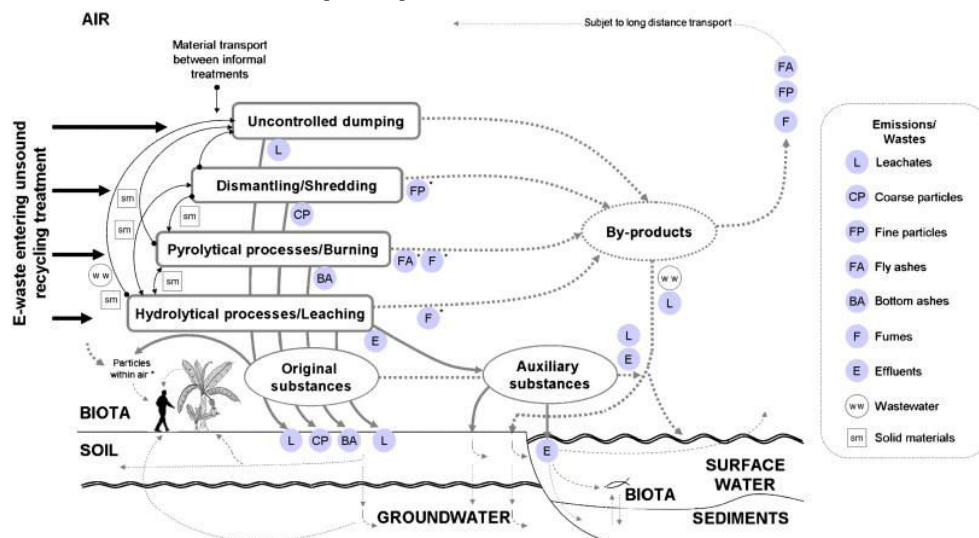 AIR
Subjet to long distance transport
Material transport
between informal
treatments
FA
FP
F
E-waste entering unsound
recycling treatment
Uncontrolled dumping
L
Dismantling/Shredding
FP*
CP
sm
sm
sm
Pyrolytical processes/Burning
FA* F*
BA
By-products
ww
sm
sm
Hydrolytical processes/Leaching
F*
E
ww
L
L
E
Particles
within air *
Original
substances
Auxiliary
substances
BIOTA
SOIL
L CP BA L
E
SURFACE
WATER
BIOTA
GROUNDWATER
SEDIMENTS
Emissions/
Wastes
L Leachates
CP Coarse particles
FP Fine particles
FA Fly ashes
BA Bottom ashes
F Fumes
E Effluents
ww Wastewater
sm Solid materials